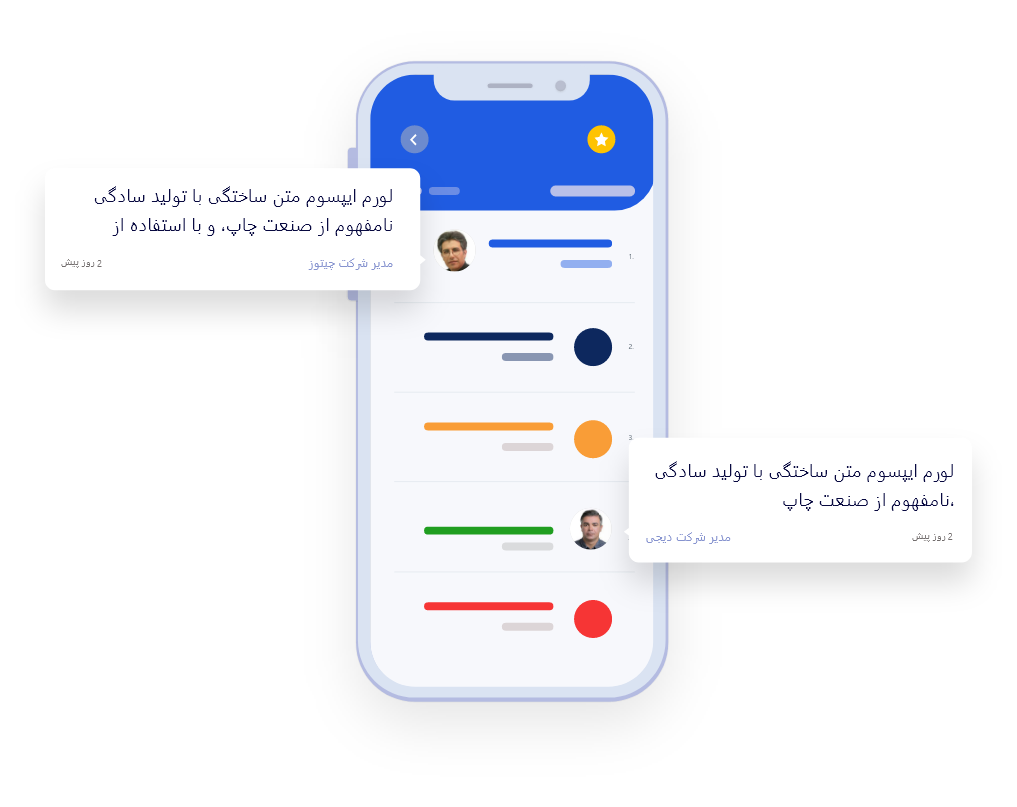 لورم ایپسوم متن ساختگی با تولید سادگی
نامفهوم از صنعت چاپ، و با استفاده از
مدیر شرکت چیتوز
2 روز پیش
1.
2.
3.
لورم ایپسوم متن ساختگی با تولید سادگی
،نامفهوم از صنعت چاپ
2 روز پیش
مدیر شرکت دیجی